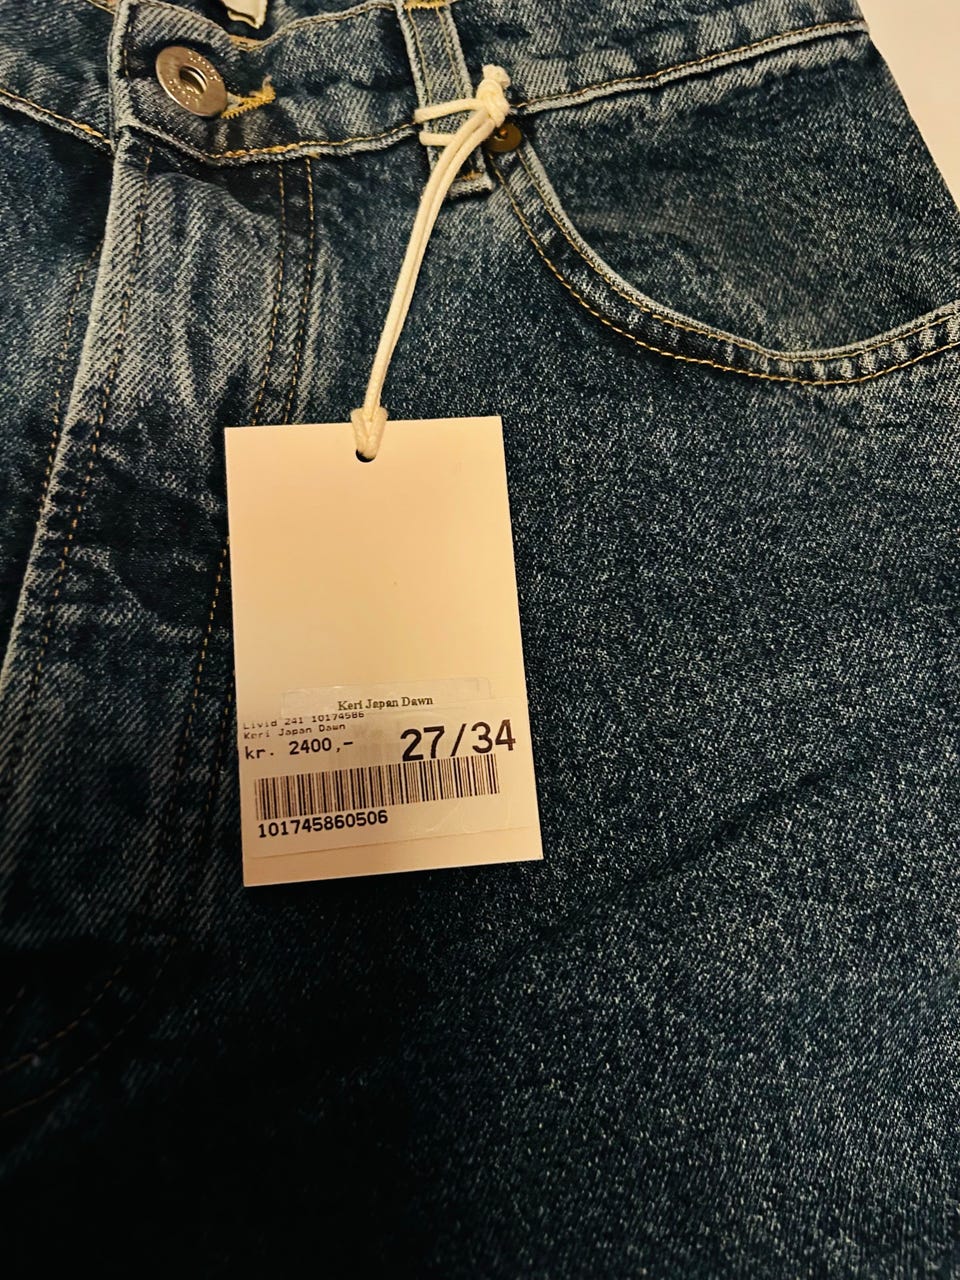 Keri Japan Dawn
Livid 241 10174586
Keri Japan Dawn
kr. 2400,-
27/34
101745860506